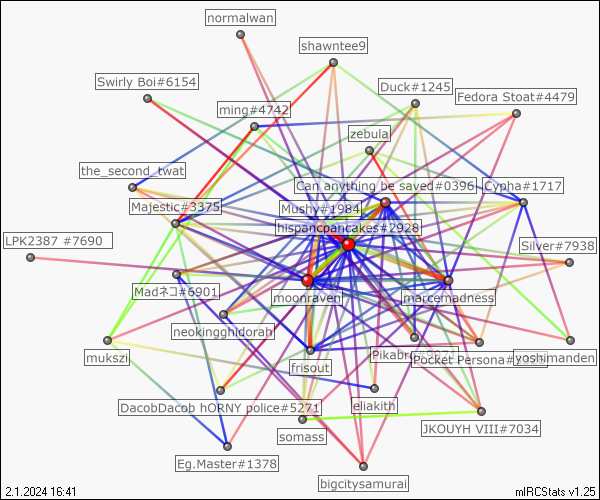 normalwan
shawntee9
Swirly Boi#6154
Duck#1245
Fedora Stoat#4479
ming#4742
zebula
the_second_twat
Can anything be saved#0396
Cypha#1717
Majestic#3375
Mushy#1984
hispancpancakes#2928
LPK2387 #7690
Silver#7938
Madネコ#6901
moonraven
marcemadness
neokingghidorah
mukszi
frisout
Pikabro
Pocket Persona
yoshimanden
DacobDacob hORNY police#5271
eliakith
somass
JKOUYH VIII#7034
Eg.Master#1378
bigcitysamurai
2.1.2024 16:41
mIRCStats v1.25